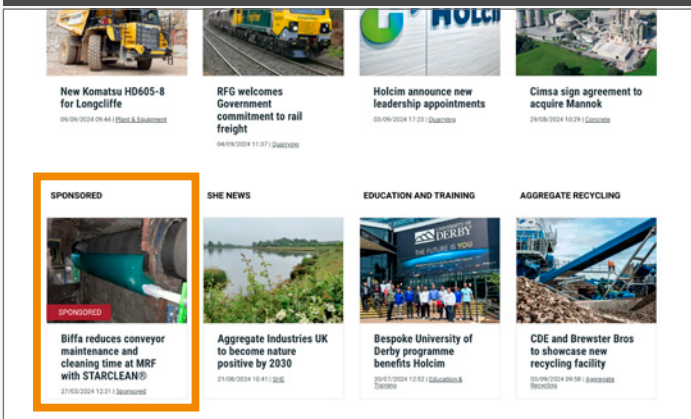 HOLCIM
New Komatsu HD605-8
for Longcliffe
09/09/2024 09:44 | Plant & Equipment
RFG welcomes
Government
commitment to rail
freight
04/09/2024 11:07 | Quarrying
Holcim announce new
leadership appointments
03/09/2024 17:23 | Quarrying
Cimsa sign agreement to
acquire Mannok
29/08/2024 10:29 | Concrete
SPONSORED
SPONSORED
Biffa reduces conveyor
maintenance and
cleaning time at MRF
with STARCLEAN®
27/03/2024 12:31 | Sponsored
SHE NEWS
Aggregate Industries UK
to become nature
positive by 2030
21/08/2024 10:41 | SHE
EDUCATION AND TRAINING
UNIVERSITY OF
DERBY
THE FUTURE IS YOU
Bespoke University of
Derby programme
benefits Holcim
30/07/2024 12:52 | Education &
Training
AGGREGATE RECYCLING
CDE and Brewster Bros
to showcase new
recycling facility
03/09/2024 09:58 | Aggregate
Recycling